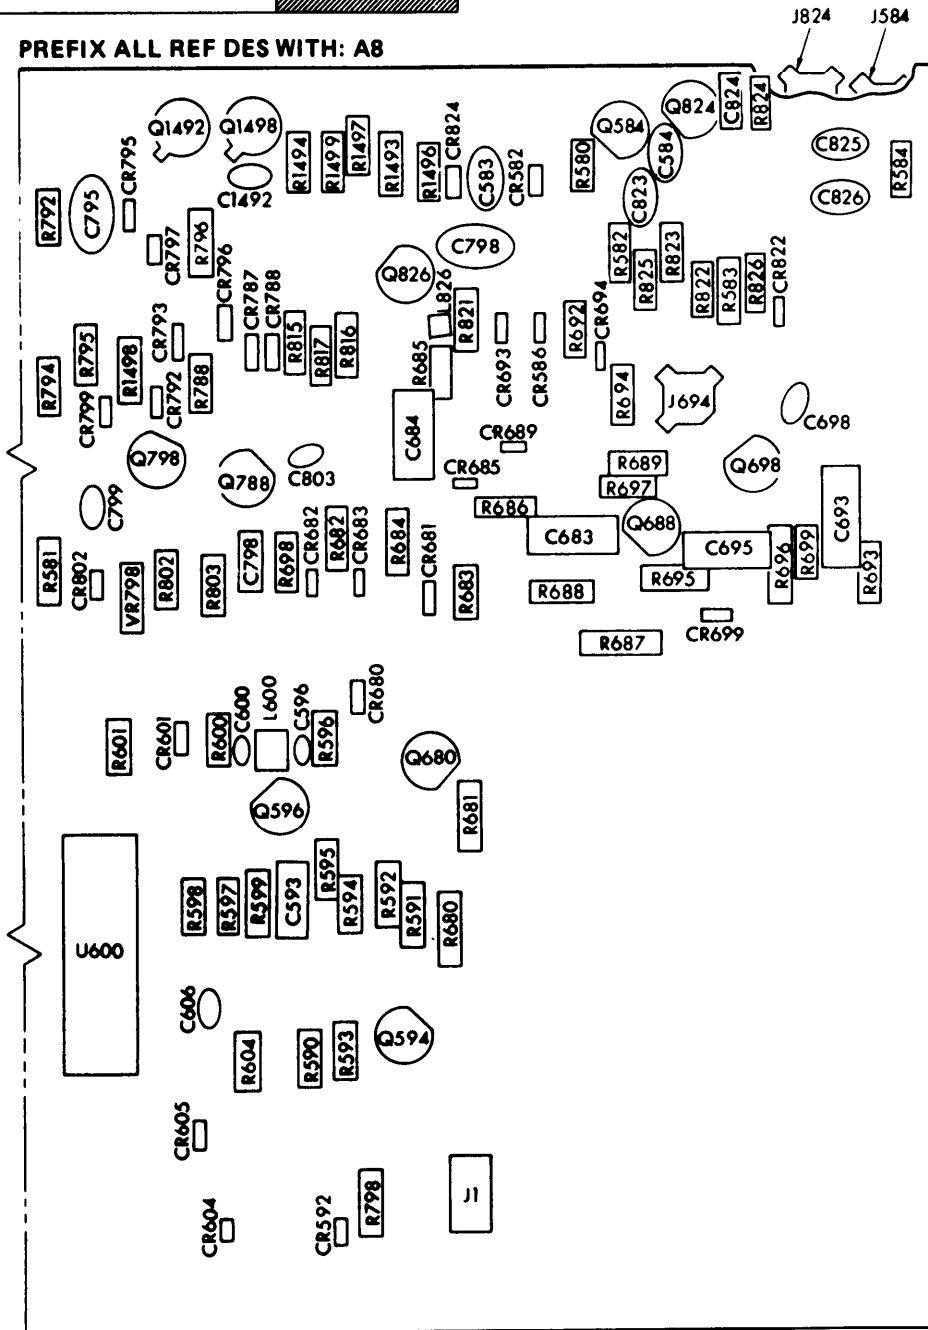 J824 J584
PREFIX ALL REF DES WITH: A8
Q1492 Q1498 R1494 R1499 R1497 R1493 R1496 CR824 C583 CR582 R580 Q584 C584 Q824 C824 R824 C825 R584
R792 C795 CR795 C1492 C823 C826
CR797 R796 CR796 CR787 CR788 Q826 C798 L826 R582 R825 R823 R822 R583 R826 CR822
R794 R795 R1498 CR793 R788 R815 R817 R816 R685 R821 CR693 CR586 R692 CR694
CR799 CR792 C684 R694 J694 C698
Q798 Q788 C803 CR689 CR685 R689 R697 Q698
C799 R686 C683 Q688 C695 C693
R581 CR802 VR798 R802 R803 C798 R698 CR682 R682 CR683 R684 CR681 R683 R688 R695 R696 R699 R693
R687 CR699
R601 CR601 R600 C600 L600 C596 R596 CR680 Q680
Q596 R681
U600 R598 R597 R599 C593 R595 R594 R592 R591 R680
C606 R604 R590 R593 Q594
CR605
CR604 CR592 R798 J1